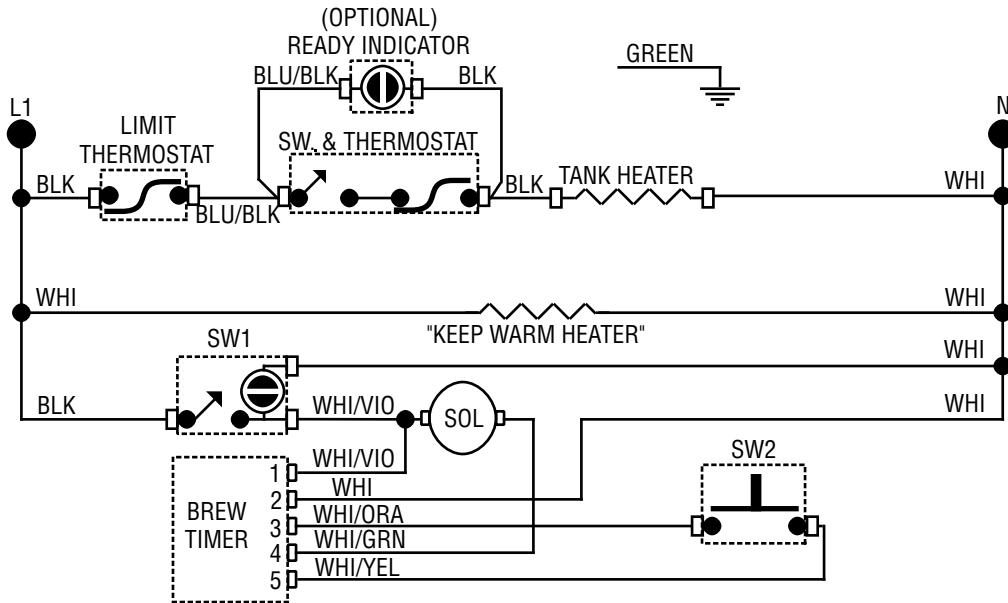 (OPTIONAL)
READY INDICATOR
BLU/BLK
BLK
GREEN
L1
N
LIMIT
THERMOSTAT
SW. & THERMOSTAT
BLK
BLU/BLK
BLK
TANK HEATER
WHI
WHI
"KEEP WARM HEATER"
WHI
SW1
WHI
BLK
WHI/VIO
SOL
WHI
BREW
TIMER
1
WHI/VIO
2
WHI
3
WHI/ORA
4
WHI/GRN
5
WHI/YEL
SW2